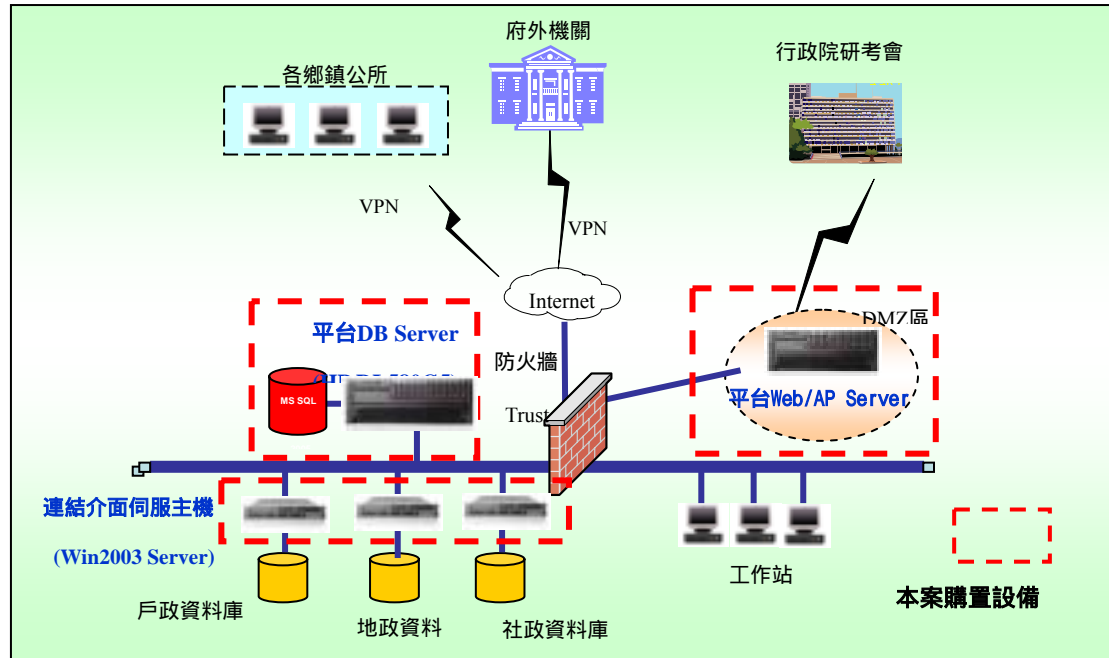 府外機關
行政院研考會
各鄉鎮公所
VPN
VPN
Internet
DMZ區
平台DB Server
防火牆
MS SQL
平台Web/AP Server
Trust
連結介面伺服主機
(Win2003 Server)
工作站
戶政資料庫
地政資料
社政資料庫
本案購置設備